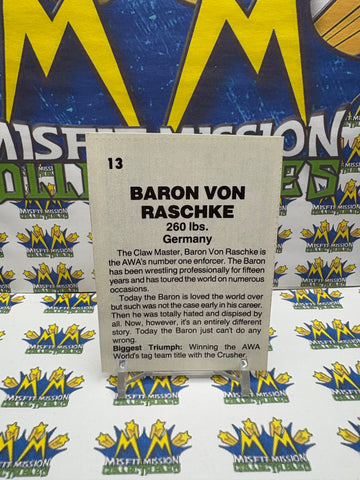 MISFIT MISSION
COLLECTIBLES
13
BARON VON
RASCHKE
260 lbs.
Germany
The Claw Master, Baron Von Raschke is
the AWA's number one enforcer. The Baron
has been wrestling professionally for fifteen
years and has toured the world on numerous
occasions.
Today the Baron is loved the world over
but such was not the case early in his career.
Then he was totally hated and dispised by
all. Now, however, it's an entirely different
story. Today the Baron just can't do any
wrong.
Biggest Triumph: Winning the AWA
World's tag team title with the Crusher.
MISFIT MISSION
COLLECTIBLES